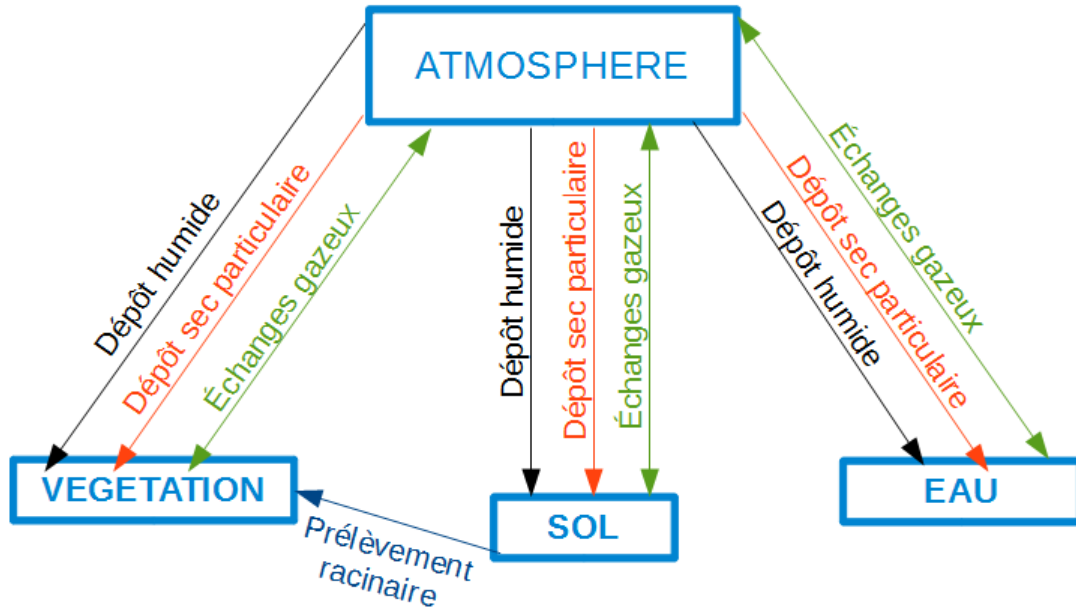 ATMOSPHERE
Dépôt humide
Dépôt sec particulaire
Échanges gazeux
Dépôt humide
Dépôt sec particulaire
Échanges gazeux
Dépôt humide
Dépôt sec particulaire
Échanges gazeux
VEGETATION
SOL
EAU
Prélèvement
racinaire